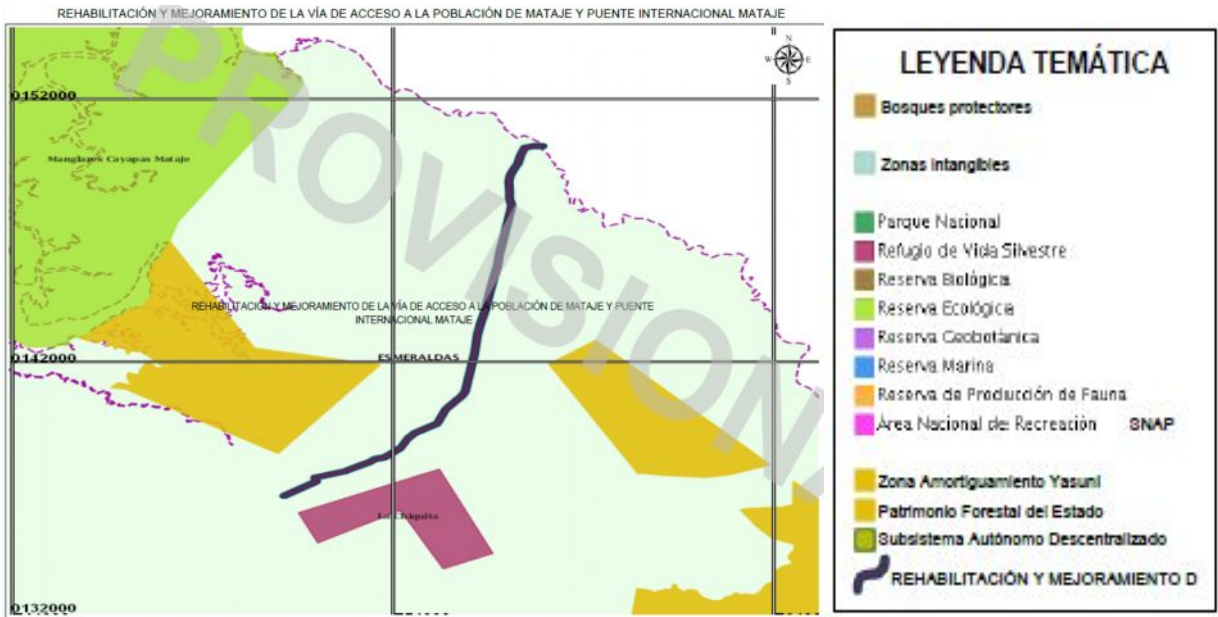 REHABILITACIÓN Y MEJORAMIENTO DE LA VÍA DE ACCESO A LA POBLACIÓN DE MATAJE Y PUENTE INTERNACIONAL MATAJE
N
W E
S
0152000
Manglares Cayapas Mataje
PROVISIONA
REHABILITACIÓN Y MEJORAMIENTO DE LA VÍA DE ACCESO A LA POBLACIÓN DE MATAJE Y PUENTE
INTERNACIONAL MATAJE
0142000
ESMERALDAS
La Chiquita
0132000
LEYENDA TEMÁTICA
Bosques protectores
Zonas Intangibles
Parque Nacional
Refugio de Vida Silvestre
Reserva Biológica
Reserva Ecológica
Reserva Geobotánica
Reserva Marina
Reserva de Producción de Fauna
Área Nacional de Recreación SNAP
Zona Amortiguamiento Yasuni
Patrimonio Forestal del Estado
Subsistema Autónomo Descentralizado
REHABILITACIÓN Y MEJORAMIENTO D